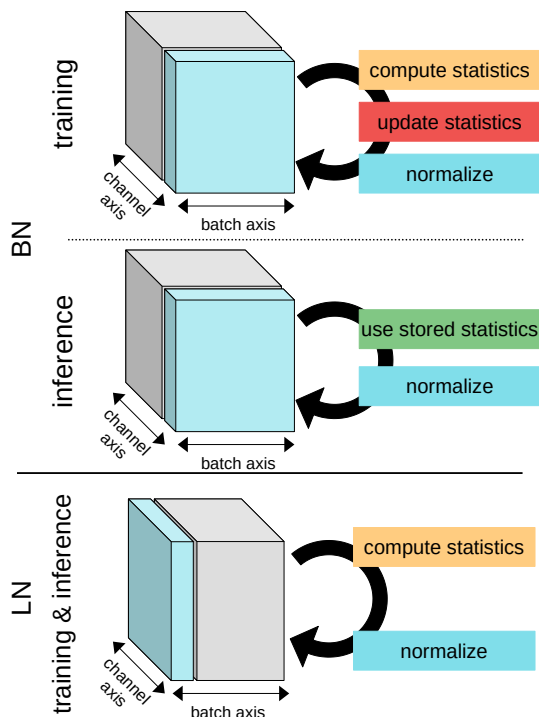 BN
training
channel
axis
batch axis
compute statistics
update statistics
normalize
inference
channel
axis
batch axis
use stored statistics
normalize
LN
training & inference
channel
axis
batch axis
compute statistics
normalize